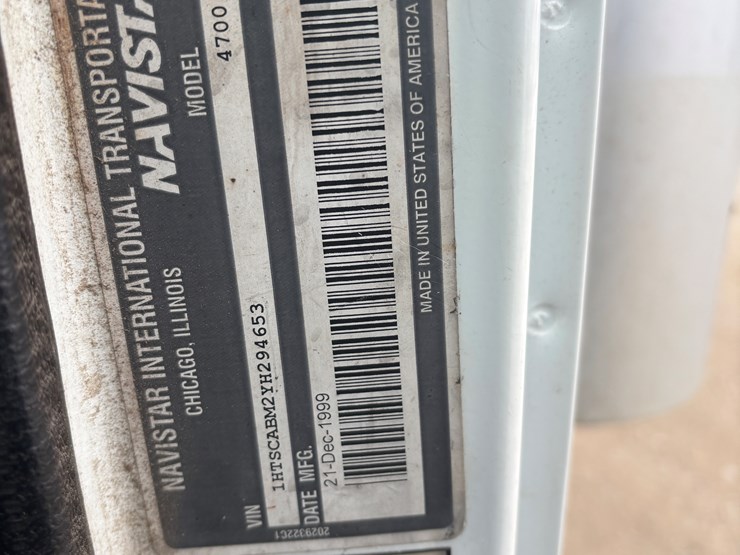 NAVISTAR INTERNATIONAL TRANSPORTA
CHICAGO, ILLINOIS
NAVISTA
MODEL
4700
VIN
1HTSCABM2YH294653
DATE MFG.
21-Dec-1999
MADE IN UNITED STATES OF AMERICA
2029322C1